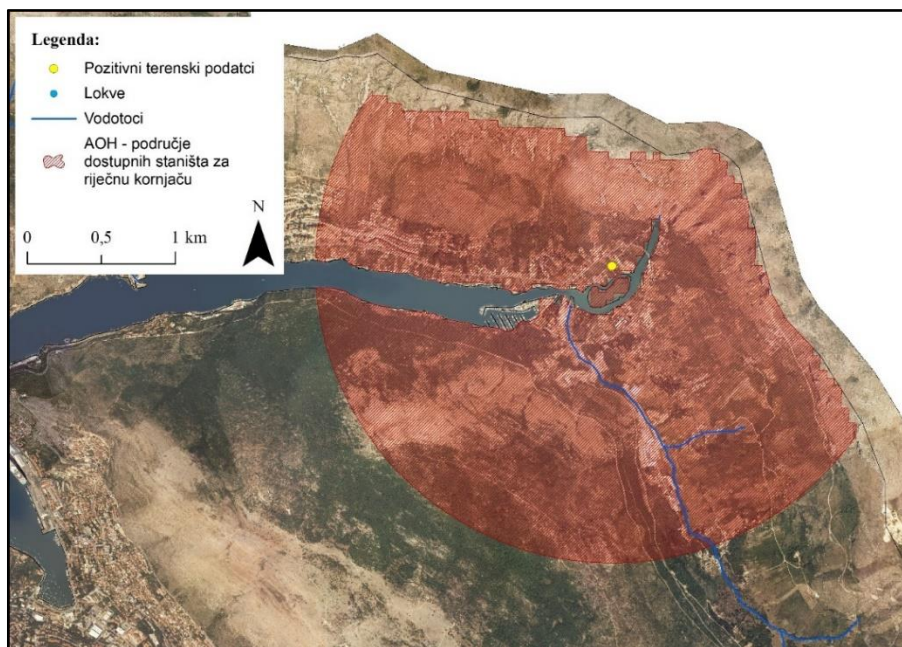 Legenda:
Pozitivni terenski podatci
Lokve
Vodotoci
AOH - područje
dostupnih staništa za
riječnu kornjaču
N
0 0,5 1 km